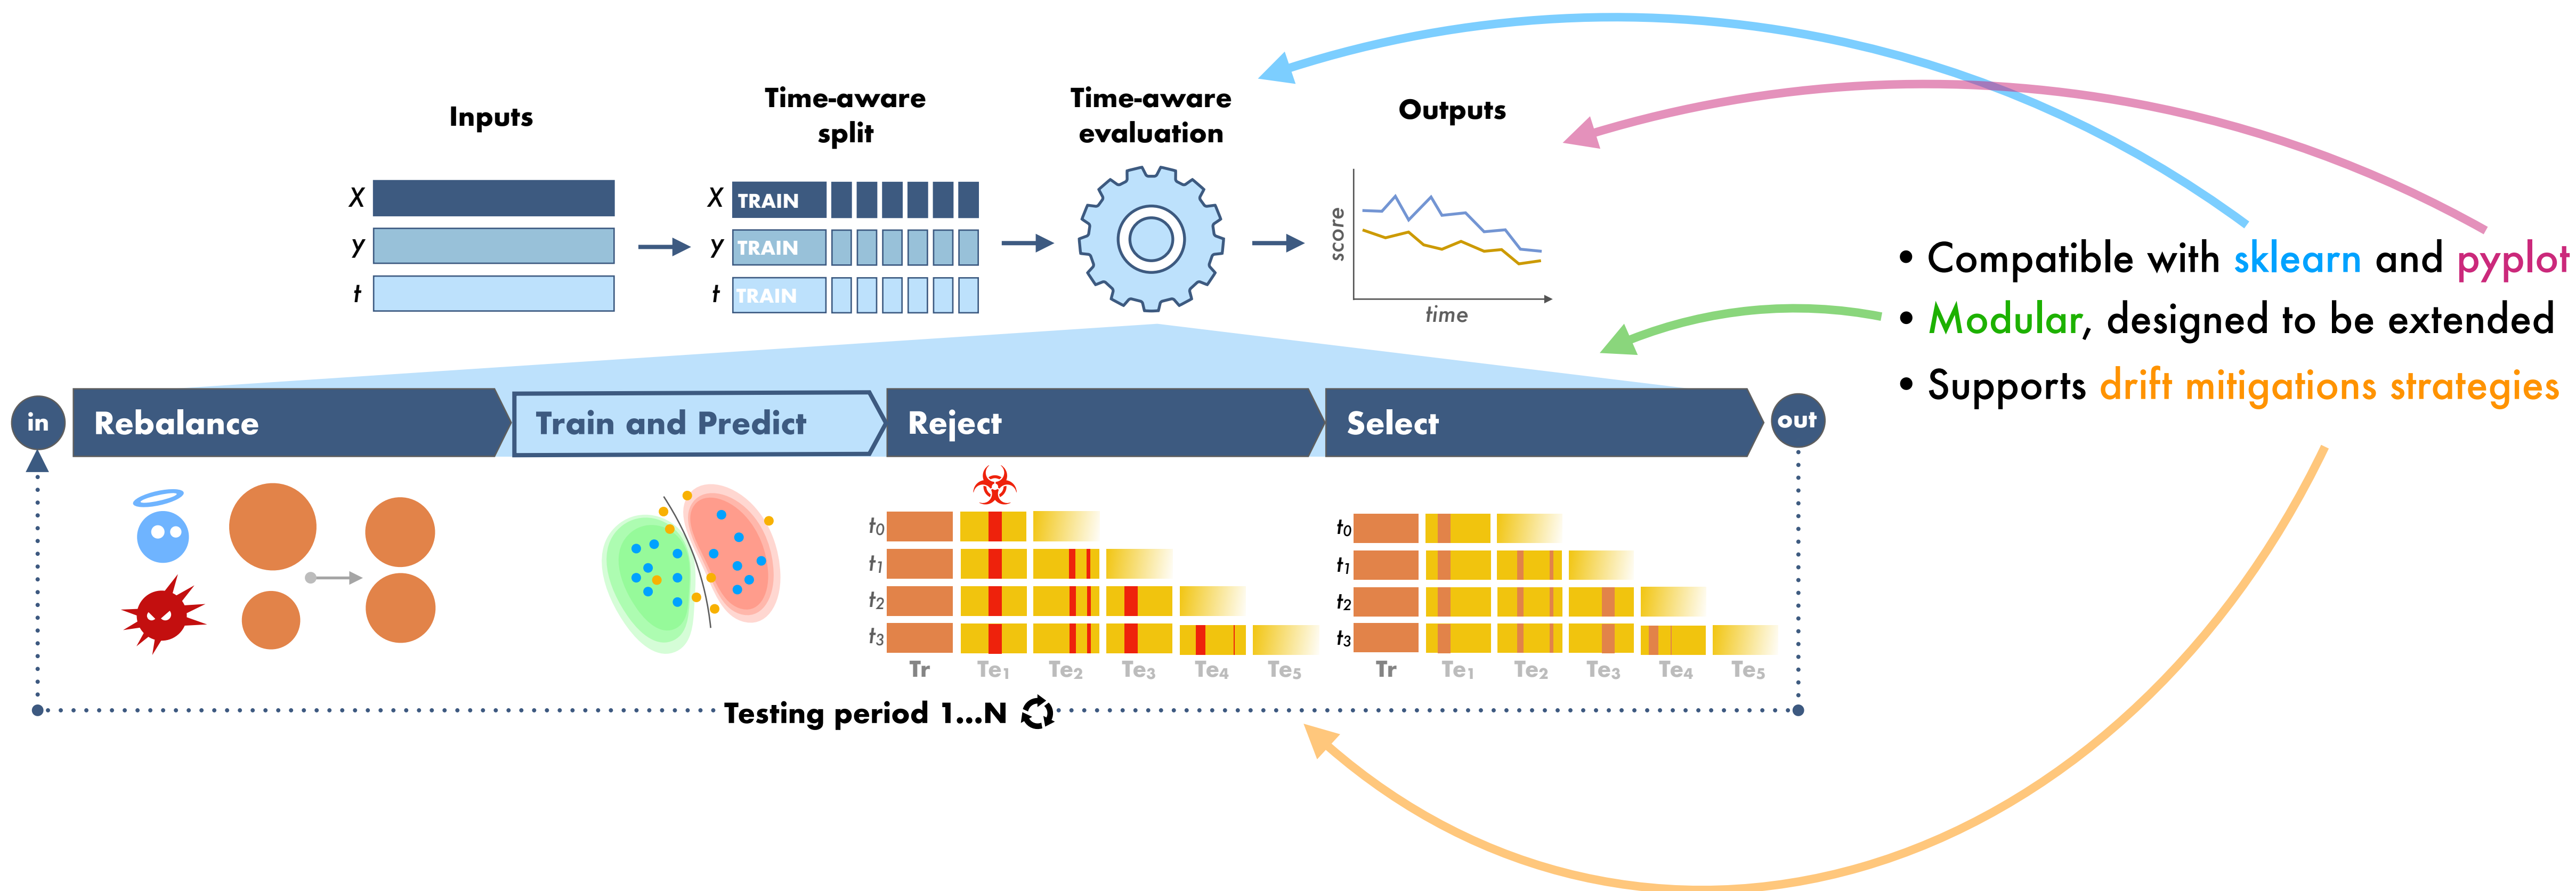 Inputs
Time-aware
split
Time-aware
evaluation
Outputs
X
y
t
X TRAIN
y TRAIN
t TRAIN
score
time
• Compatible with sklearn and pyplot
• Modular, designed to be extended
• Supports drift mitigations strategies
in
Rebalance
Train and Predict
Reject
Select
out
t0
t1
t2
t3
Tr Te1 Te2 Te3 Te4 Te5
t0
t1
t2
t3
Tr Te1 Te2 Te3 Te4 Te5
Testing period 1...N